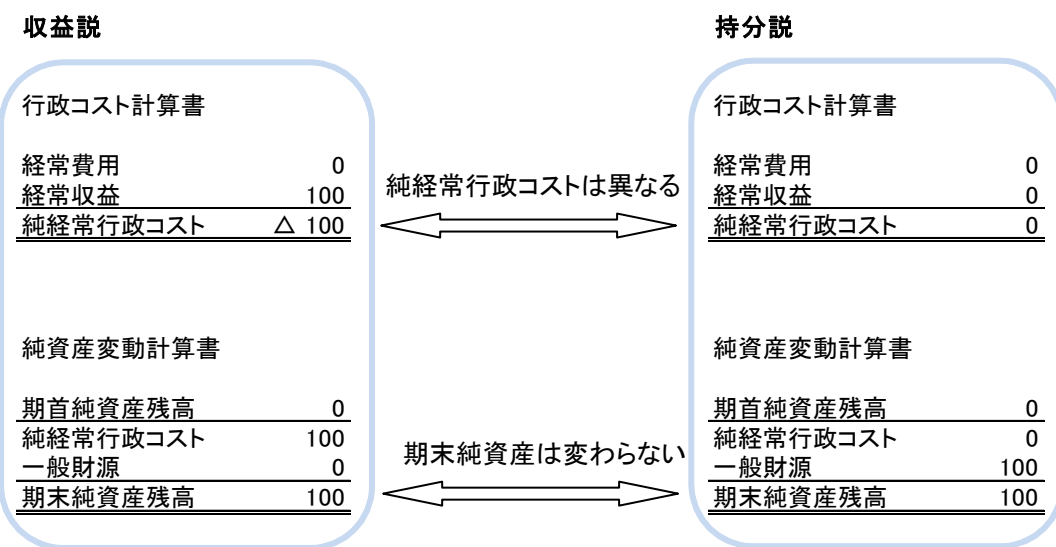 収益説
行政コスト計算書
経常費用 0
経常収益 100
純経常行政コスト △ 100
純資産変動計算書
期首純資産残高 0
純経常行政コスト 100
一般財源 0
期末純資産残高 100
純経常行政コストは異なる
期末純資産は変わらない
持分説
行政コスト計算書
経常費用 0
経常収益 0
純経常行政コスト 0
純資産変動計算書
期首純資産残高 0
純経常行政コスト 0
一般財源 100
期末純資産残高 100